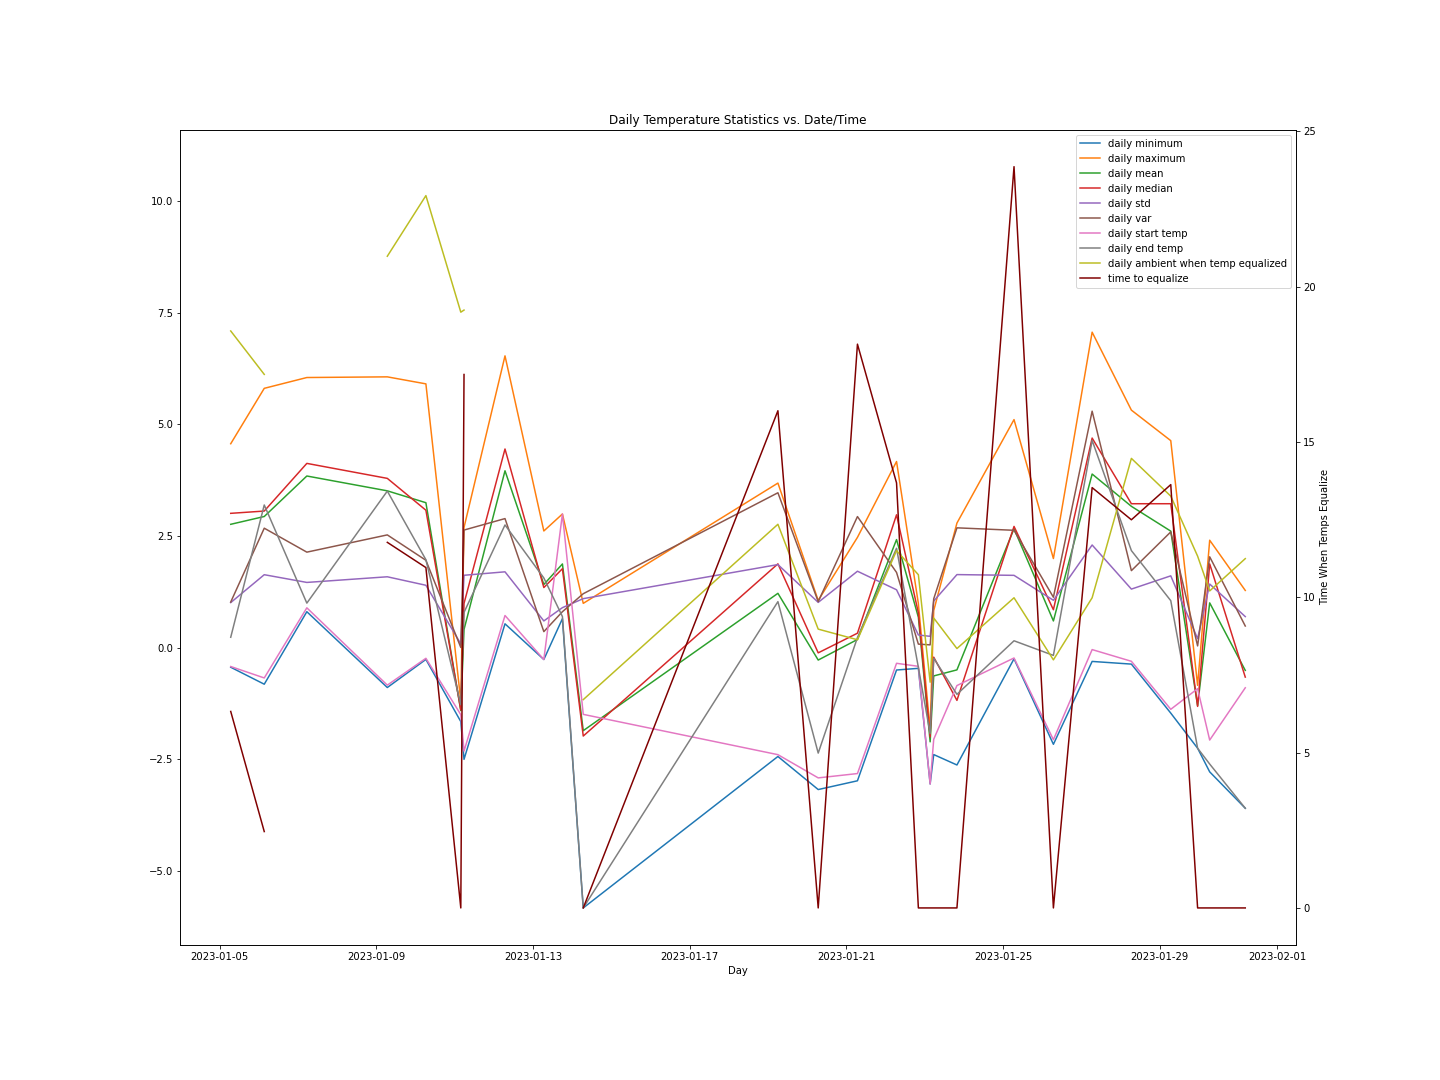 Daily Temperature Statistics vs. Date/Time
daily minimum
daily maximum
daily mean
daily median
daily std
daily var
daily start temp
daily end temp
daily ambient when temp equalized
time to equalize
10.0
7.5
5.0
2.5
0.0
−2.5
−5.0
25
20
15
10
5
0
Time When Temps Equalize
2023-01-05
2023-01-09
2023-01-13
2023-01-17
2023-01-21
2023-01-25
2023-01-29
2023-02-01
Day